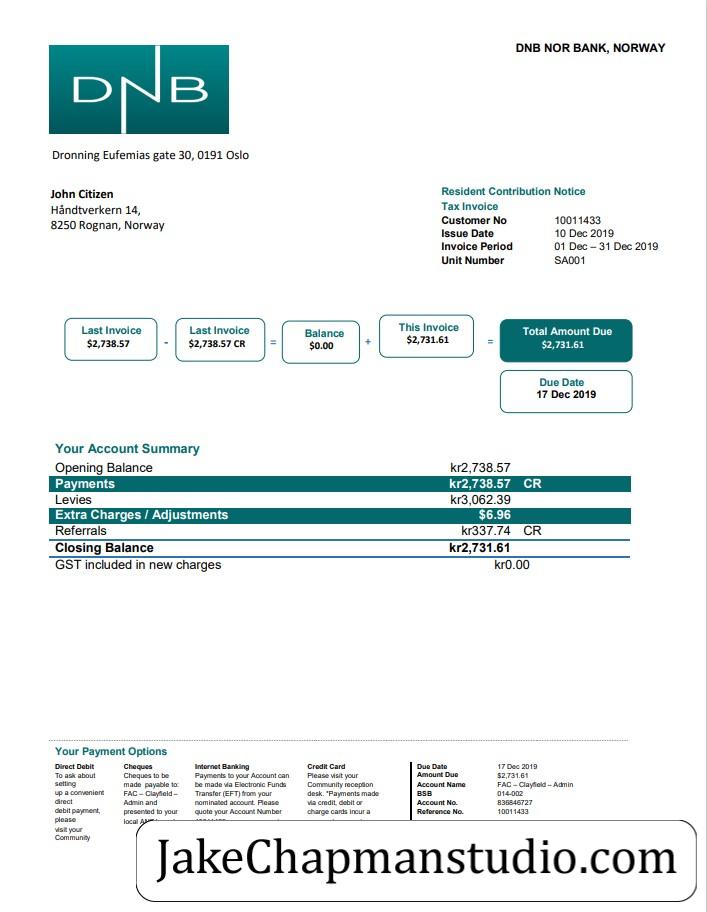 DNB NOR BANK, NORWAY
DNB
Dronning Eufemias gate 30, 0191 Oslo
John Citizen
Håndtverkern 14,
8250 Rognan, Norway
Resident Contribution Notice
Tax Invoice
Customer No 10011433
Issue Date 10 Dec 2019
Invoice Period 01 Dec – 31 Dec 2019
Unit Number SA001
Last Invoice
$2,738.57
-
Last Invoice
$2,738.57 CR
=
Balance
$0.00
+
This Invoice
$2,731.61
=
Total Amount Due
$2,731.61
Due Date
17 Dec 2019
Your Account Summary
Opening Balance kr2,738.57
Payments kr2,738.57 CR
Levies kr3,062.39
Extra Charges / Adjustments $6.96
Referrals kr337.74 CR
Closing Balance kr2,731.61
GST included in new charges kr0.00
Your Payment Options
Direct Debit
To ask about
setting
up a convenient
direct
debit payment,
please
visit your
Community
Cheques
Cheques to be
made payable to:
FAC – Clayfield –
Admin and
presented to your
local
Internet Banking
Payments to your Account can
be made via Electronic Funds
Transfer (EFT) from your
nominated account. Please
quote your Account Number
Credit Card
Please visit your
Community reception
desk. *Payments made
via credit, debit or
charge cards incur a
Due Date 17 Dec 2019
Amount Due $2,731.61
Account Name FAC – Clayfield – Admin
BSB 014-002
Account No. 836846727
Reference No. 10011433
JakeChapmanstudio.com